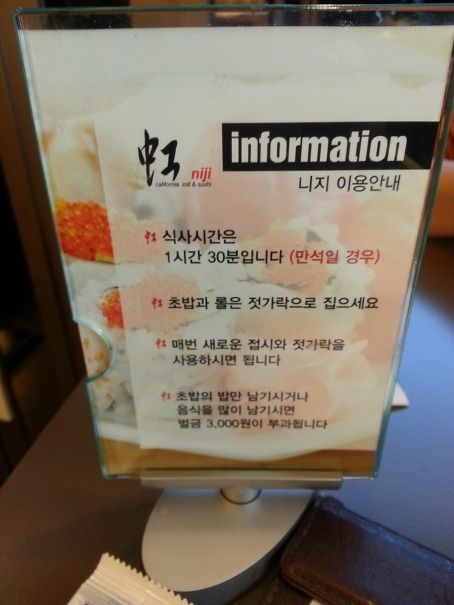 虹 niji
california roll & sushi
information
니지 이용안내
虹 식사시간은
1시간 30분입니다 (만석일 경우)
虹 초밥과 롤은 젓가락으로 집으세요
虹 매번 새로운 접시와 젓가락을
사용하시면 됩니다
虹 초밥의 밥만 남기시거나
음식을 많이 남기시면
벌금 3,000원이 부과됩니다